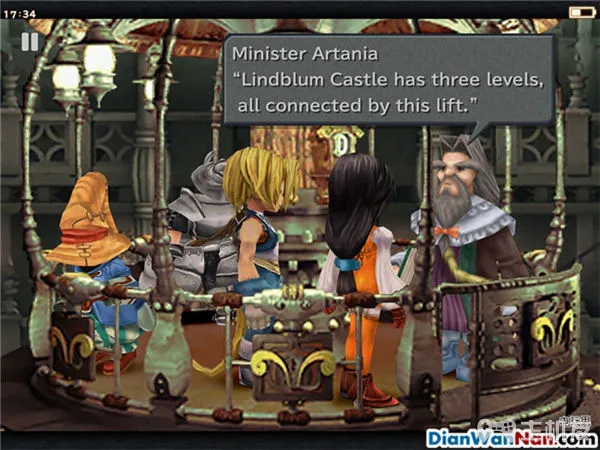 17:34
Minister Artania
“Lindblum Castle has three levels,
all connected by this lift.”
D
DianWanNan.com